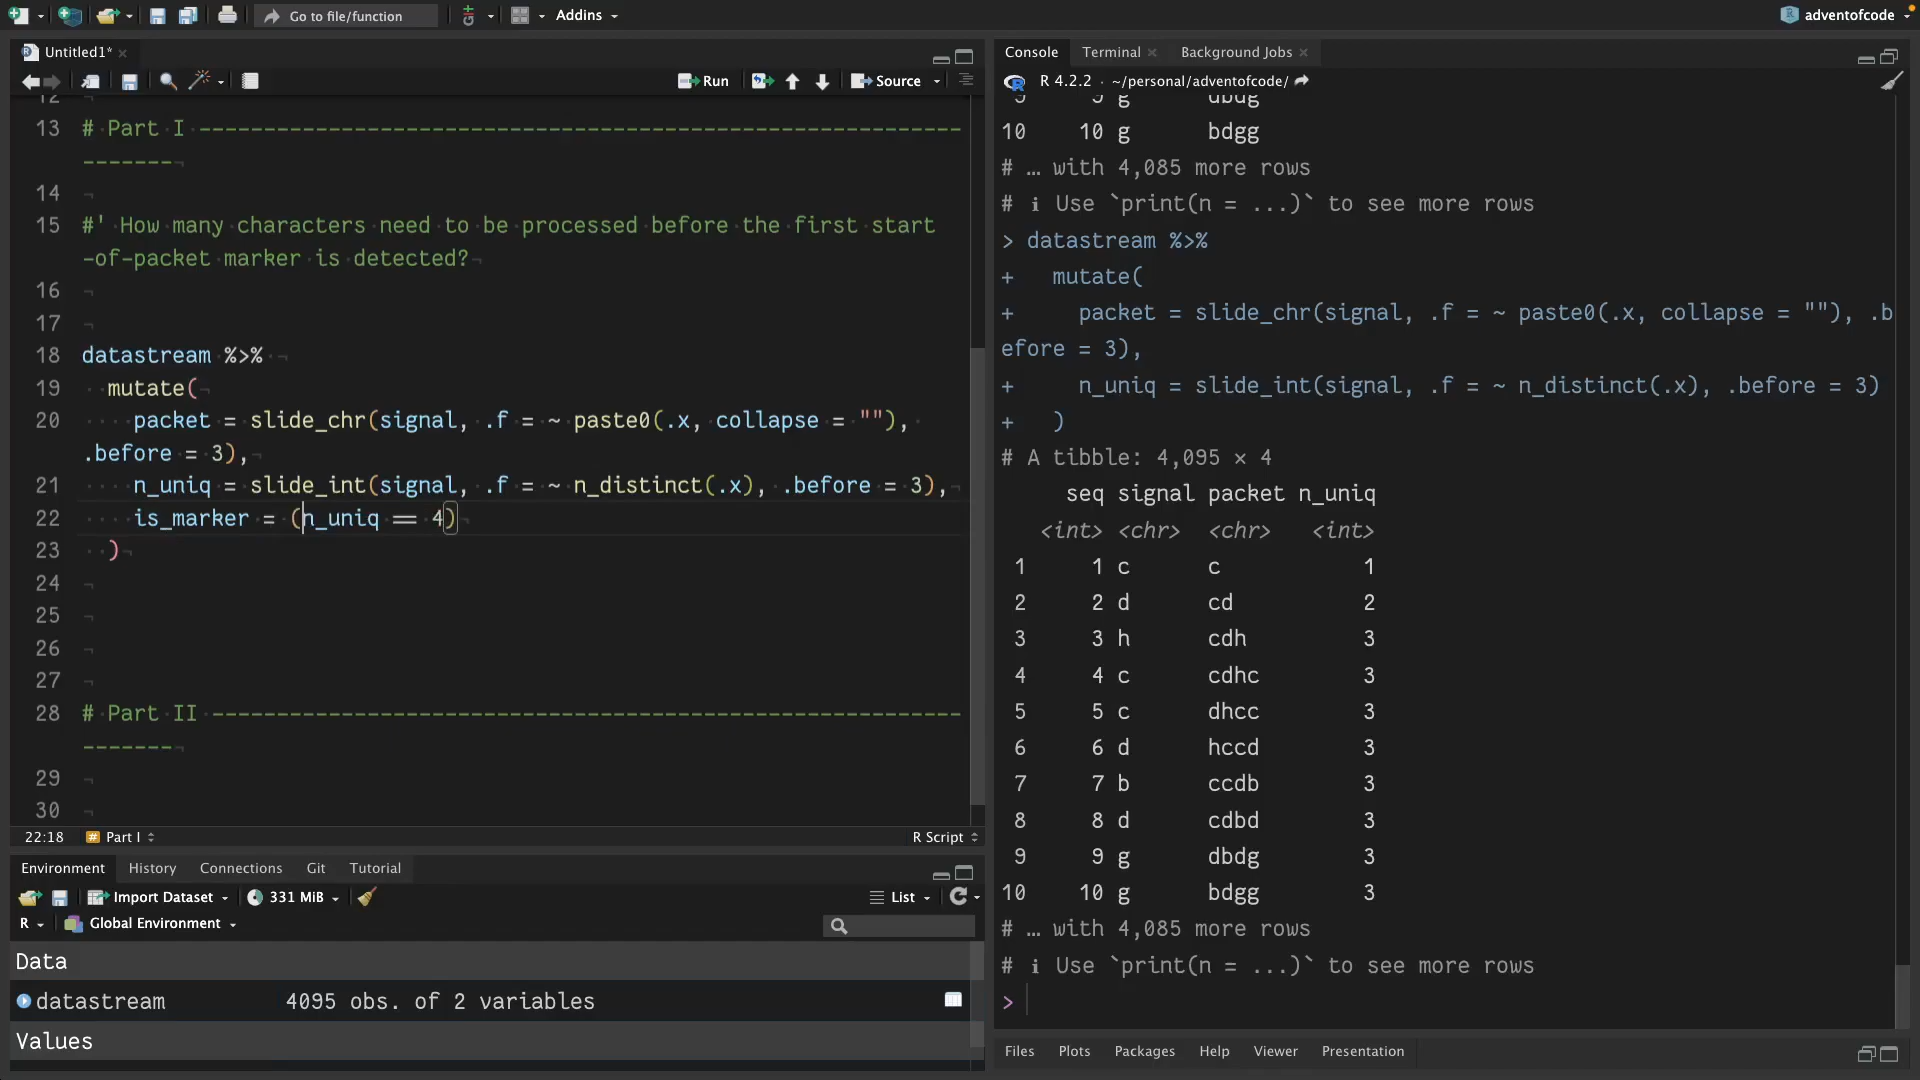 Go to file/function
Addins
adventofcode
Untitled1*
Run
Source
12
13 # Part I -----------------------------------------------------------
-------
14
15 #' How many characters need to be processed before the first start
-of-packet marker is detected?
16
17
18 datastream %>%
19 mutate(
20 packet = slide_chr(signal, .f = ~ paste0(.x, collapse = ""),
.before = 3),
21 n_uniq = slide_int(signal, .f = ~ n_distinct(.x), .before = 3),
22 is_marker = (n_uniq == 4)
23 )
24
25
26
27
28 # Part II ----------------------------------------------------------
-------
29
30
22:18 # Part I R Script
Environment History Connections Git Tutorial
Import Dataset 331 MiB List
R Global Environment
Data
datastream 4095 obs. of 2 variables
Values
Console Terminal Background Jobs
R 4.2.2 · ~/personal/adventofcode/
9 9 g dbdg
10 10 g bdgg
# … with 4,085 more rows
# ℹ Use `print(n = ...)` to see more rows
> datastream %>%
+ mutate(
+ packet = slide_chr(signal, .f = ~ paste0(.x, collapse = ""), .b
efore = 3),
+ n_uniq = slide_int(signal, .f = ~ n_distinct(.x), .before = 3)
+ )
# A tibble: 4,095 × 4
seq signal packet n_uniq
<int> <chr> <chr> <int>
1 1 c c 1
2 2 d cd 2
3 3 h cdh 3
4 4 c cdhc 3
5 5 c dhcc 3
6 6 d hccd 3
7 7 b ccdb 3
8 8 d cdbd 3
9 9 g dbdg 3
10 10 g bdgg 3
# … with 4,085 more rows
# ℹ Use `print(n = ...)` to see more rows
>
Files Plots Packages Help Viewer Presentation